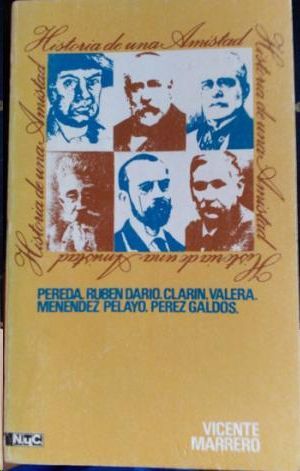 Historia de una Amistad
Historia de una Amistad
Historia de una Amistad
Historia de una Amistad
PEREDA. RUBEN DARIO. CLARIN. VALERA.
MENENDEZ PELAYO. PEREZ GALDOS.
VICENTE
MARRERO
N.y.C.